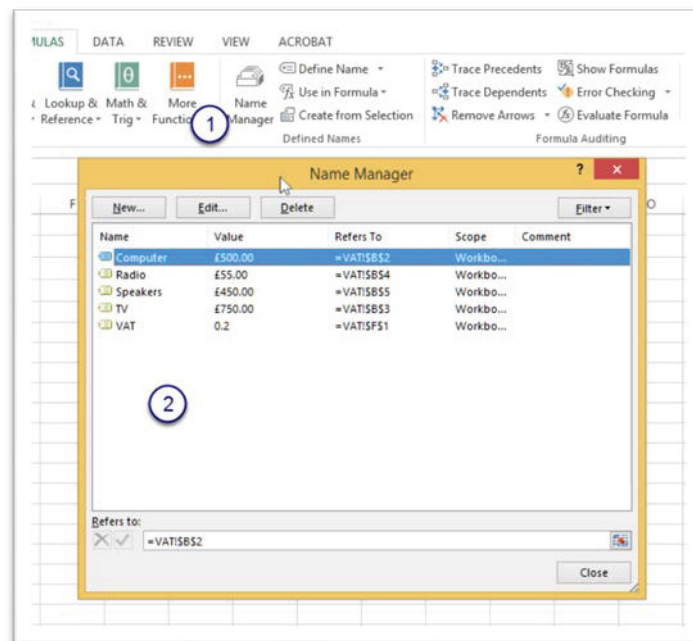 MULAS DATA REVIEW VIEW ACROBAT
Lookup & Reference Math & Trig More Functio Name Manager
Define Name
Use in Formula
Create from Selection
Defined Names
Trace Precedents Show Formulas
Trace Dependents Error Checking
Remove Arrows Evaluate Formula
Formula Auditing
1
Name Manager ? ×
F O
New... Edit... Delete Filter
Name Value Refers To Scope Comment
Computer £500.00 =VAT!$B$2 Workbo...
Radio £55.00 =VAT!$B$4 Workbo...
Speakers £450.00 =VAT!$B$5 Workbo...
TV £750.00 =VAT!$B$3 Workbo...
VAT 0.2 =VAT!$F$1 Workbo...
2
Refers to:
=VAT!$B$2
Close